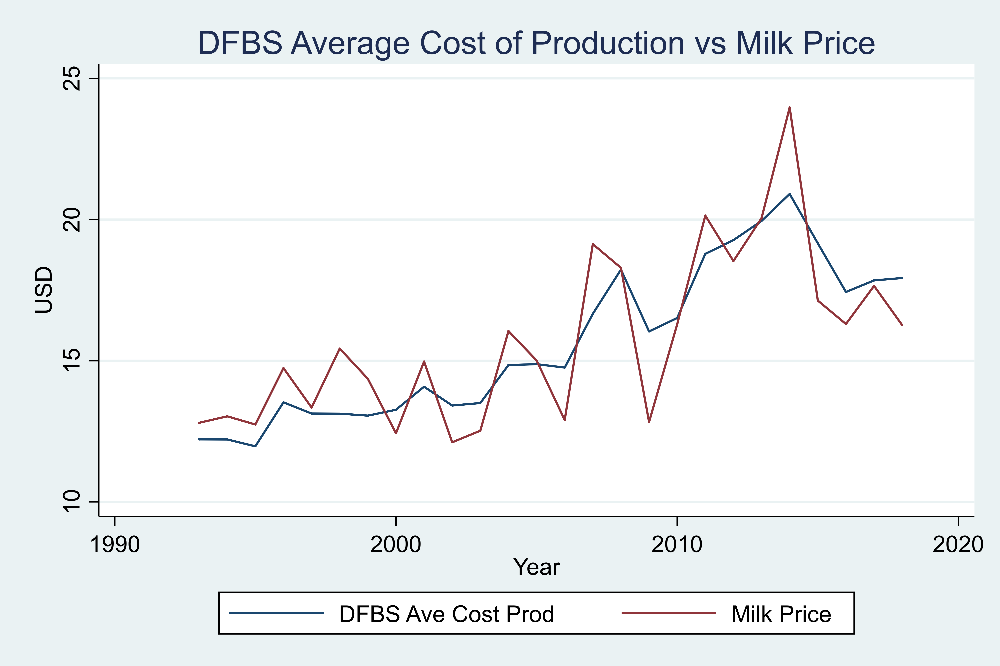 DFBS Average Cost of Production vs Milk Price
25
20
15
10
USD
1990 2000 2010 2020
Year
DFBS Ave Cost Prod Milk Price